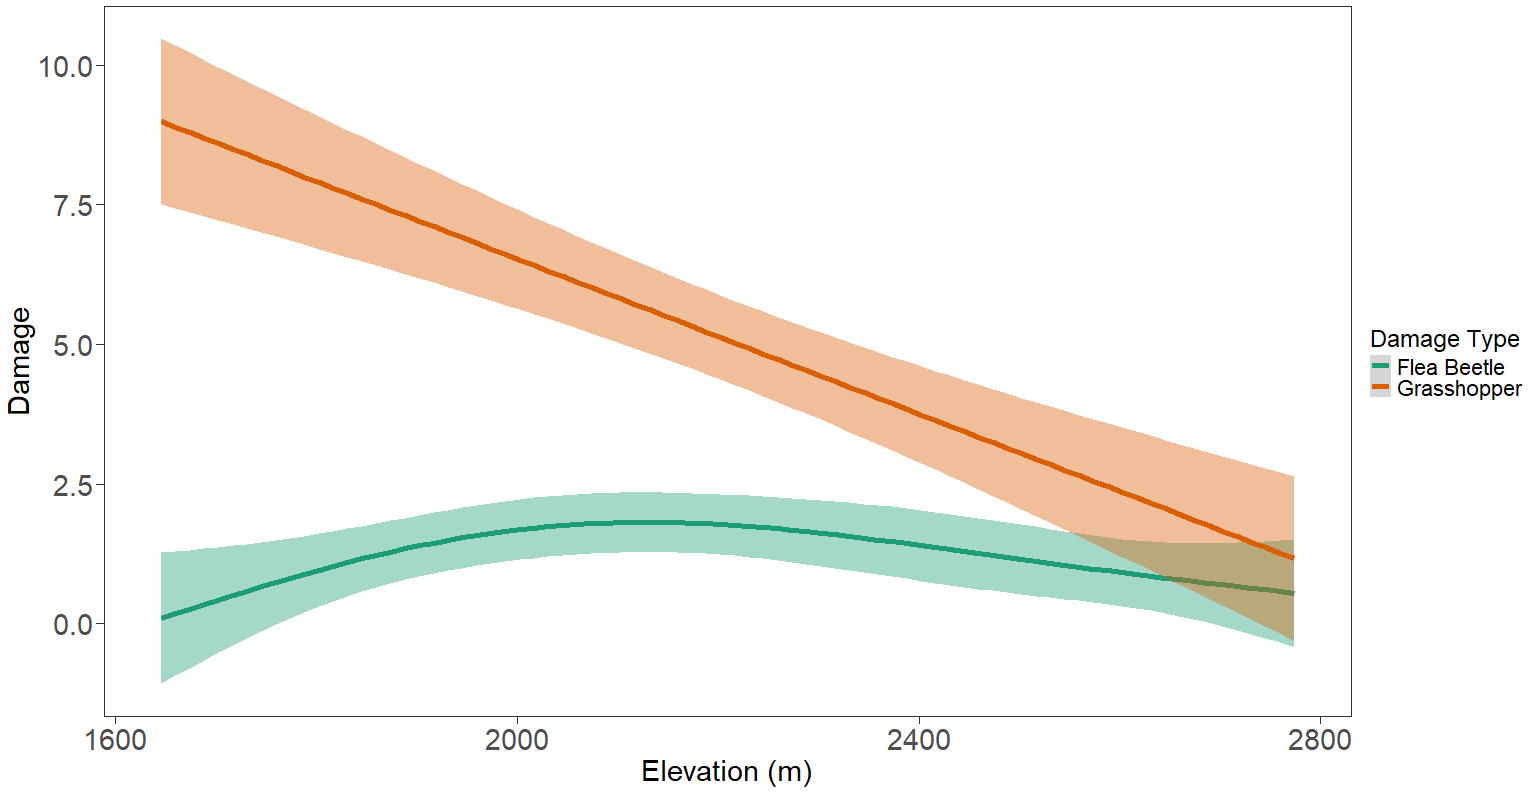 Damage
10.0
7.5
5.0
2.5
0.0
1600 2000 2400 2800
Elevation (m)
Damage Type
Flea Beetle
Grasshopper